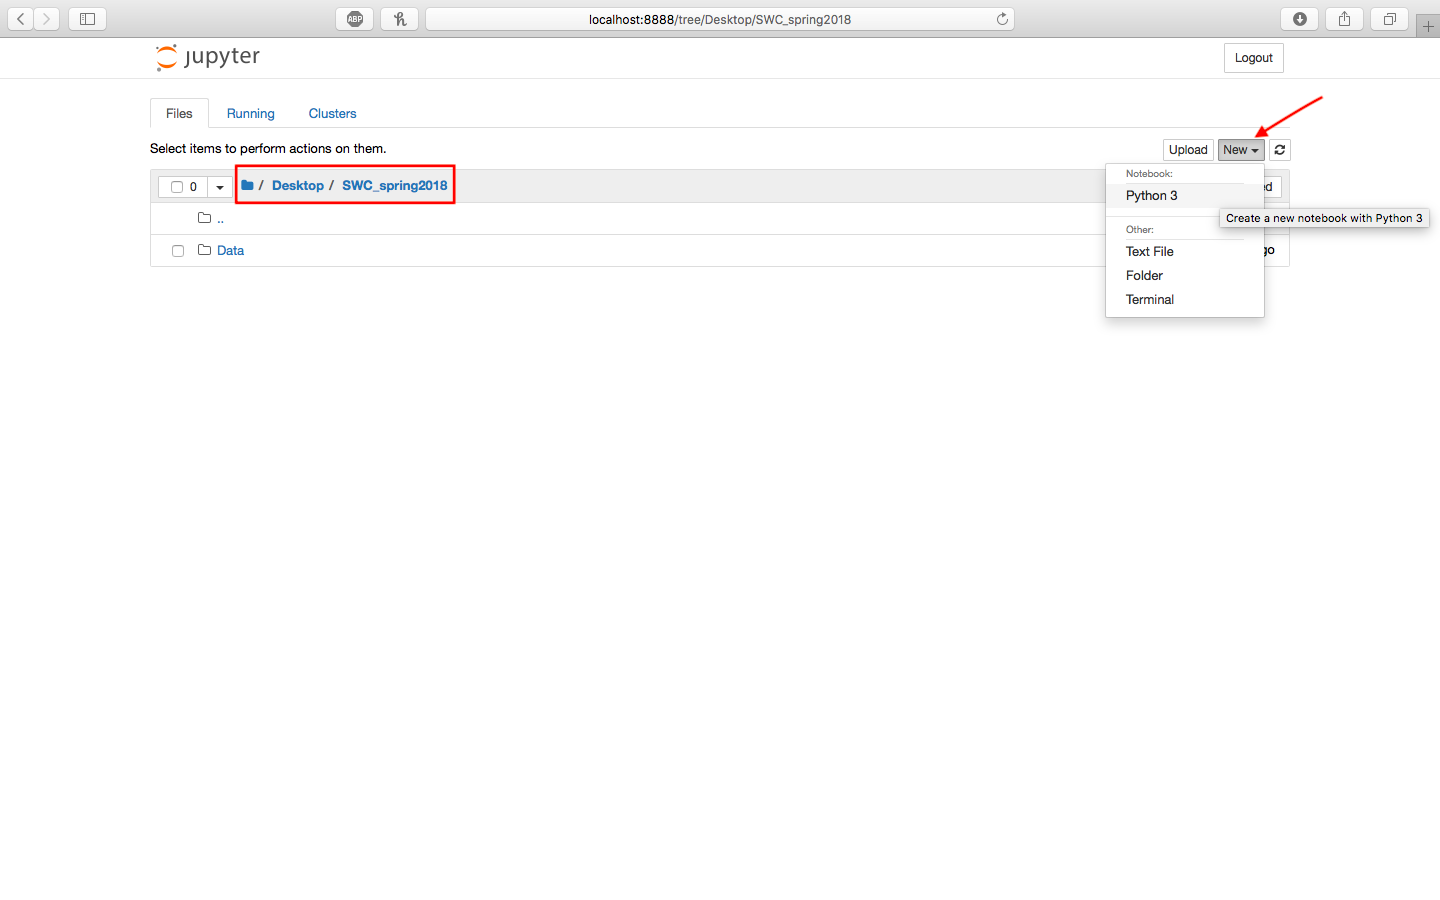 ABP
localhost:8888/tree/Desktop/SWC_spring2018
jupyter
Logout
Files Running Clusters
Select items to perform actions on them.
Upload New
0 / Desktop / SWC_spring2018
Notebook:
Python 3
Create a new notebook with Python 3
..
Other:
Data
Text File
Folder
Terminal